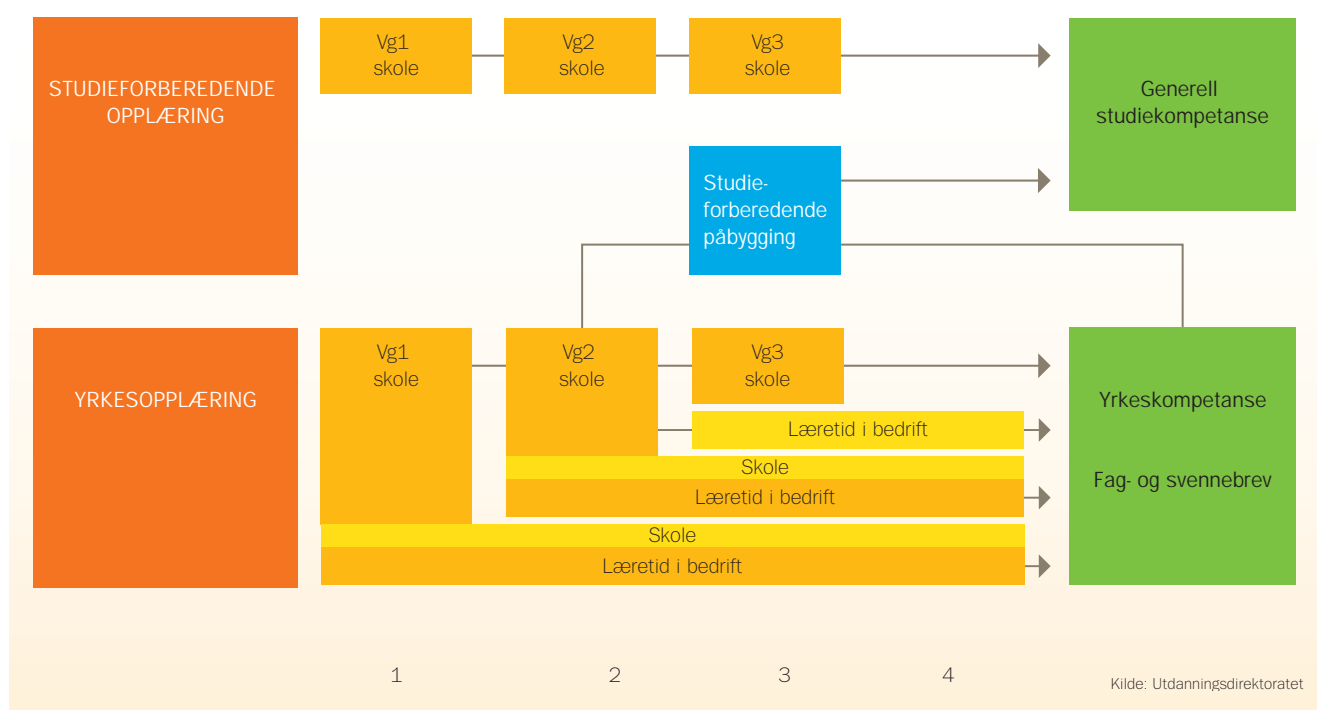 STUDIEFORBEREDENDE
OPPLÆRING
Vg1
skole
Vg2
skole
Vg3
skole
Generell
studiekompetanse
Studie-
forberedende
påbygging
YRKESOPPLÆRING
Vg1
skole
Vg2
skole
Vg3
skole
Læretid i bedrift
Skole
Læretid i bedrift
Skole
Læretid i bedrift
Yrkeskompetanse
Fag- og svennebrev
1
2
3
4
Kilde: Utdanningsdirektoratet